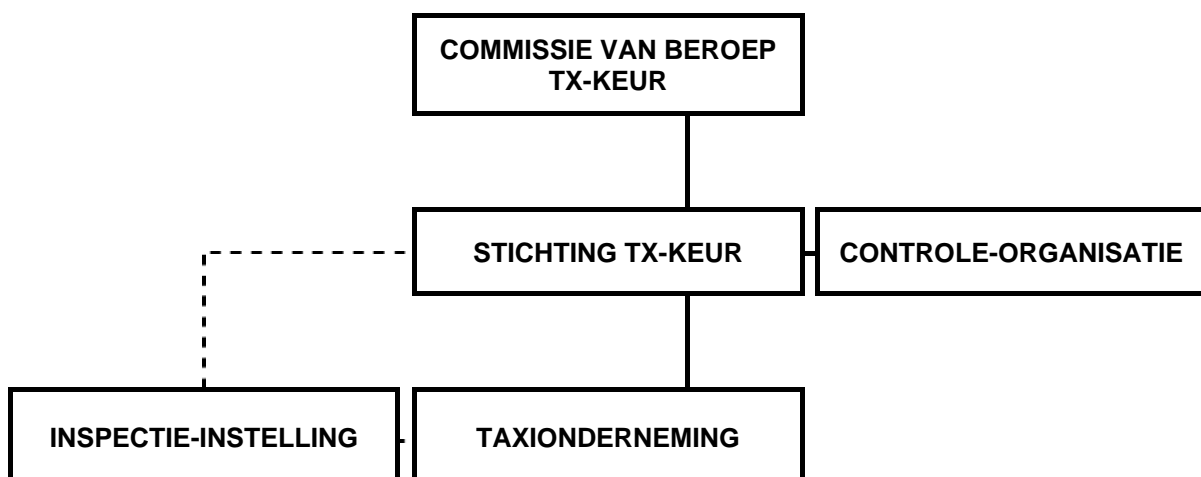 COMMISSIE VAN BEROEP
TX-KEUR
STICHTING TX-KEUR
CONTROLE-ORGANISATIE
INSPECTIE-INSTELLING
TAXIONDERNEMING